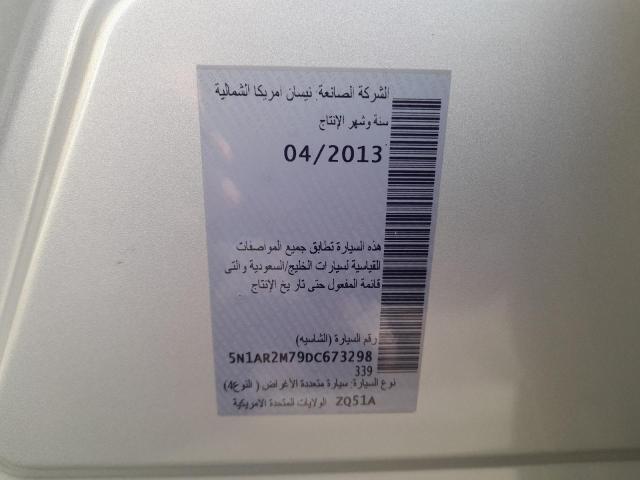 الشركة الصانعة: نيسان امريكا الشمالية
سنة وشهر الإنتاج
04/2013
هذه السيارة تطابق جميع المواصفات
القياسية لسيارات الخليج/السعودية والتى
قائمة المفعول حتى تاريخ الإنتاج
رقم السيارة (الشاسيه)
5N1AR2M79DC673298
339
نوع السيارة: سيارة متعددة الأغراض ( النوع4)
ZQ51A الولايات المتحدة الامريكية